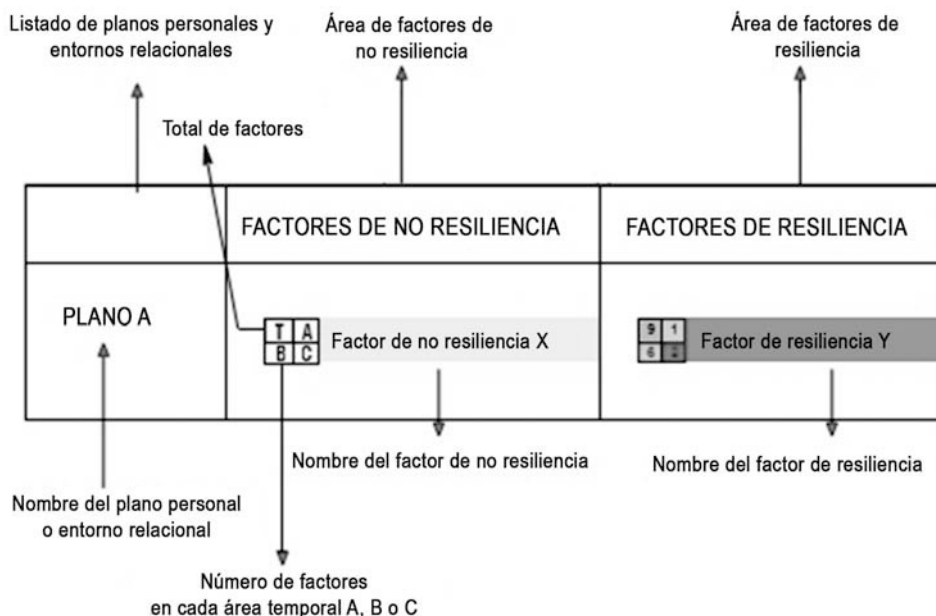 Listado de planos personales y
entornos relacionales
Área de factores de
no resiliencia
Área de factores de
resiliencia
Total de factores
FACTORES DE NO RESILIENCIA
FACTORES DE RESILIENCIA
PLANO A
T A
B C
Factor de no resiliencia X
9 1
6
Factor de resiliencia Y
Nombre del factor de no resiliencia
Nombre del factor de resiliencia
Nombre del plano personal
o entorno relacional
Número de factores
en cada área temporal A, B o C